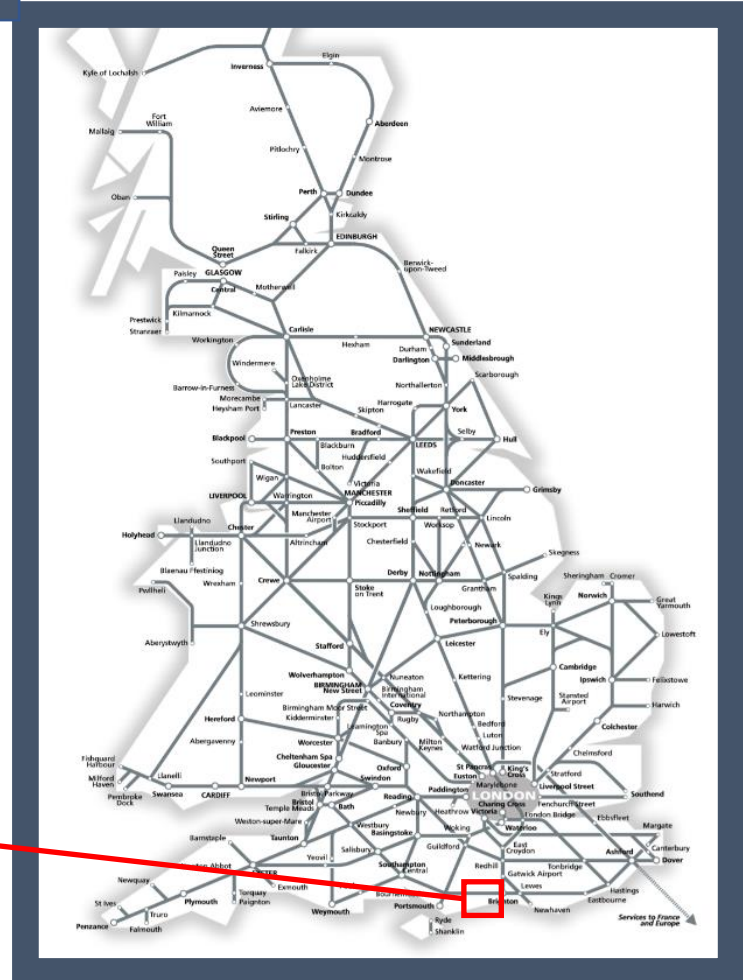 Kyle of Lochalsh
Inverness
Elgin
Aviemore
Aberdeen
Fort
William
Mallaig
Pitlochry
Montrose
Oban
Perth
Dundee
Stirling
Kirkcaldy
EDINBURGH
Queen
Street
Falkirk
Berwick-
upon-Tweed
Paisley
GLASGOW
Central
Motherwell
Prestwick
Kilmarnock
Stranraer
Carlisle
NEWCASTLE
Sunderland
Workington
Hexham
Durham
Darlington
Middlesbrough
Windermere
Scarborough
Oxenholme
Lake District
Northallerton
Barrow-in-Furness
Morecambe
Heysham Port
Lancaster
Harrogate
York
Skipton
Blackpool
Preston
Bradford
Selby
Hull
Blackburn
LEEDS
Southport
Bolton
Huddersfield
Wakefield
Wigan
Victoria
MANCHESTER
Piccadilly
Doncaster
Grimsby
LIVERPOOL
Warrington
Manchester
Airport
Stockport
Sheffield
Retford
Worksop
Lincoln
Llandudno
Chester
Holyhead
Llandudno
Junction
Altrincham
Chesterfield
Newark
Skegness
Blaenau Ffestiniog
Wrexham
Crewe
Stoke
on Trent
Derby
Nottingham
Grantham
Spalding
Sheringham
Cromer
Pwllheli
Kings
Lynn
Norwich
Great
Yarmouth
Loughborough
Peterborough
Shrewsbury
Ely
Lowestoft
Aberystwyth
Stafford
Leicester
Wolverhampton
BIRMINGHAM
New Street
Nuneaton
Kettering
Cambridge
Ipswich
Felixstowe
Birmingham
International
Leominster
Birmingham Moor Street
Coventry
Stevenage
Stansted
Airport
Harwich
Hereford
Kidderminster
Rugby
Northampton
Colchester
Leamington
Spa
Bedford
Abergavenny
Worcester
Banbury
Milton
Keynes
Luton
Cheltenham Spa
Watford Junction
Chelmsford
Fishguard
Harbour
Gloucester
Oxford
St Pancras
Euston
King's
Cross
Stratford
Milford
Haven
Llanelli
Newport
Swindon
Paddington
Marylebone
Liverpool Street
Pembroke
Dock
Swansea
CARDIFF
Bristol Parkway
Reading
LONDON
Southend
Bristol
Temple Meads
Bath
Heathrow
Charing Cross
Victoria
Fenchurch Street
London Bridge
Weston-super-Mare
Newbury
Ebbsfleet
Westbury
Basingstoke
Woking
Waterloo
Margate
Barnstaple
Taunton
Salisbury
Guildford
East
Croydon
Canterbury
Yeovil
Southampton
Central
Redhill
Tonbridge
Ashford
Dover
Gatwick Airport
Newquay
Exmouth
Lewes
Hastings
St Ives
Plymouth
Torquay
Paignton
Weymouth
Portsmouth
Brighton
Newhaven
Eastbourne
Truro
Penzance
Falmouth
Ryde
Shanklin
Services to France
and Europe